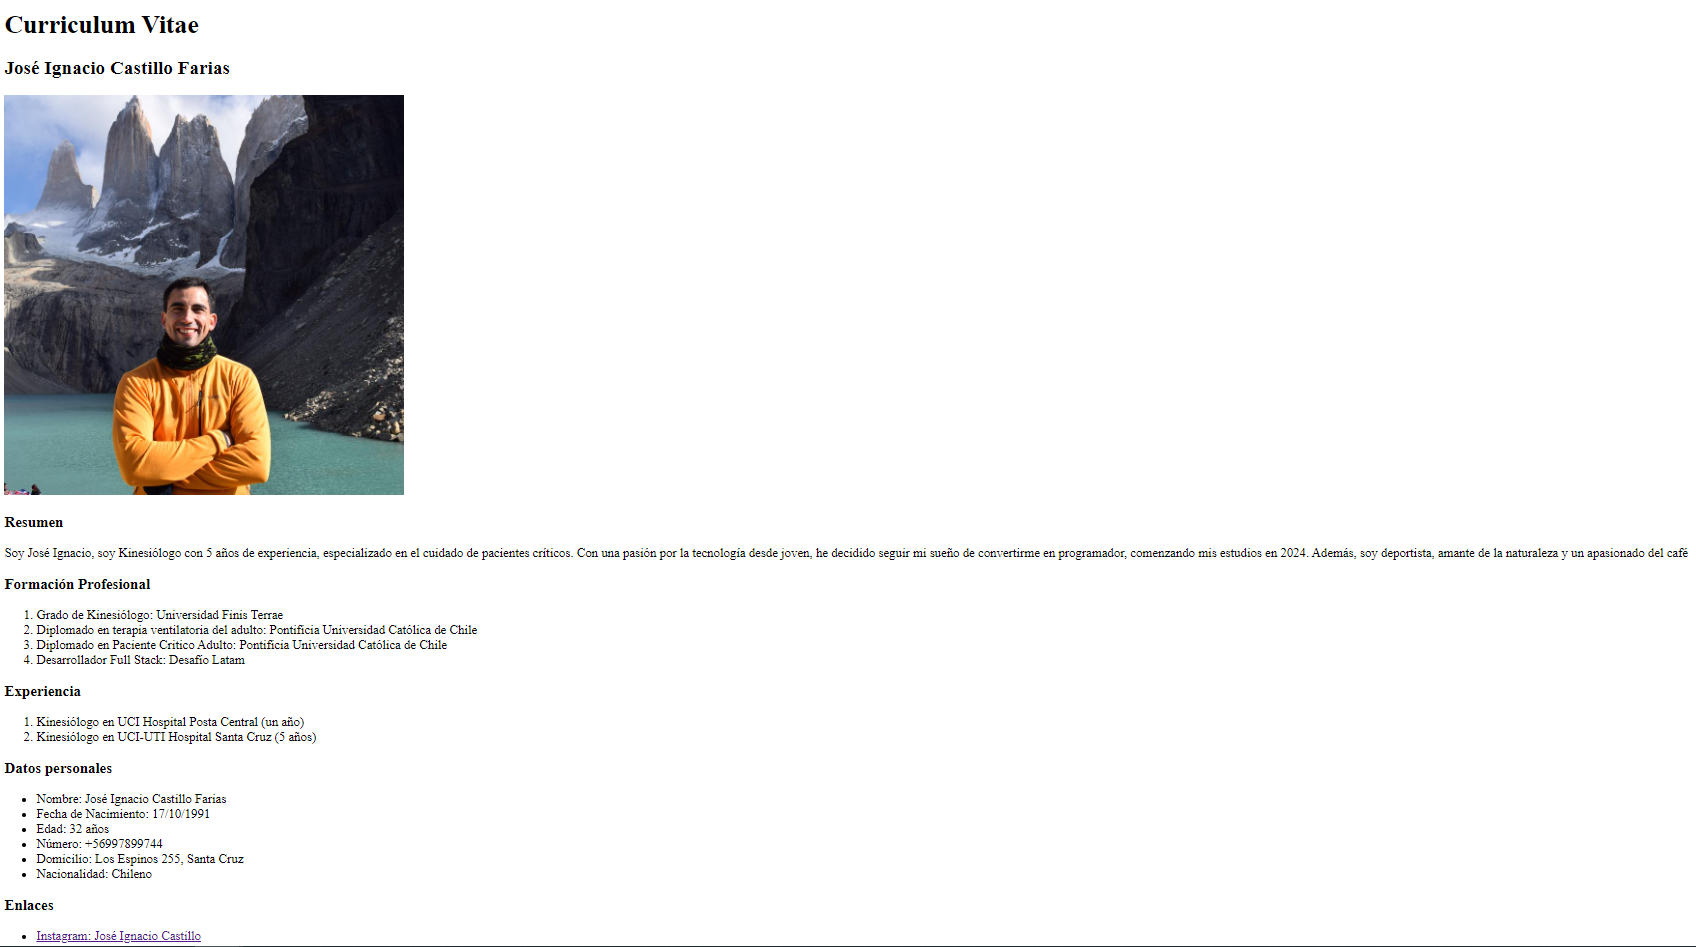 Curriculum Vitae
José Ignacio Castillo Farias
Resumen
Soy José Ignacio, soy Kinesiólogo con 5 años de experiencia, especializado en el cuidado de pacientes críticos. Con una pasión por la tecnología desde joven, he decidido seguir mi sueño de convertirme en programador, comenzando mis estudios en 2024. Además, soy deportista, amante de la naturaleza y un apasionado del café
Formación Profesional
1. Grado de Kinesiólogo: Universidad Finis Terrae
2. Diplomado en terapia ventilatoria del adulto: Pontificia Universidad Católica de Chile
3. Diplomado en Paciente Critico Adulto: Pontificia Universidad Católica de Chile
4. Desarrollador Full Stack: Desafío Latam
Experiencia
1. Kinesiólogo en UCI Hospital Posta Central (un año)
2. Kinesiólogo en UCI-UTI Hospital Santa Cruz (5 años)
Datos personales
• Nombre: José Ignacio Castillo Farias
• Fecha de Nacimiento: 17/10/1991
• Edad: 32 años
• Número: +56997899744
• Domicilio: Los Espinos 255, Santa Cruz
• Nacionalidad: Chileno
Enlaces
• Instagram: José Ignacio Castillo